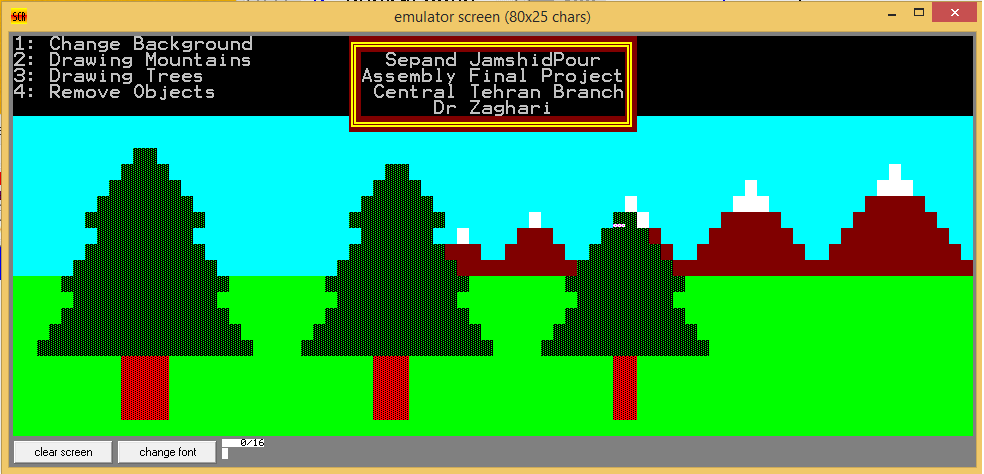 SCR
emulator screen (80x25 chars)
1: Change Background
2: Drawing Mountains
3: Drawing Trees
4: Remove Objects
Sepand JamshidPour
Assembly Final Project
Central Tehran Branch
Dr Zaghari
clear screen
change font
0/16